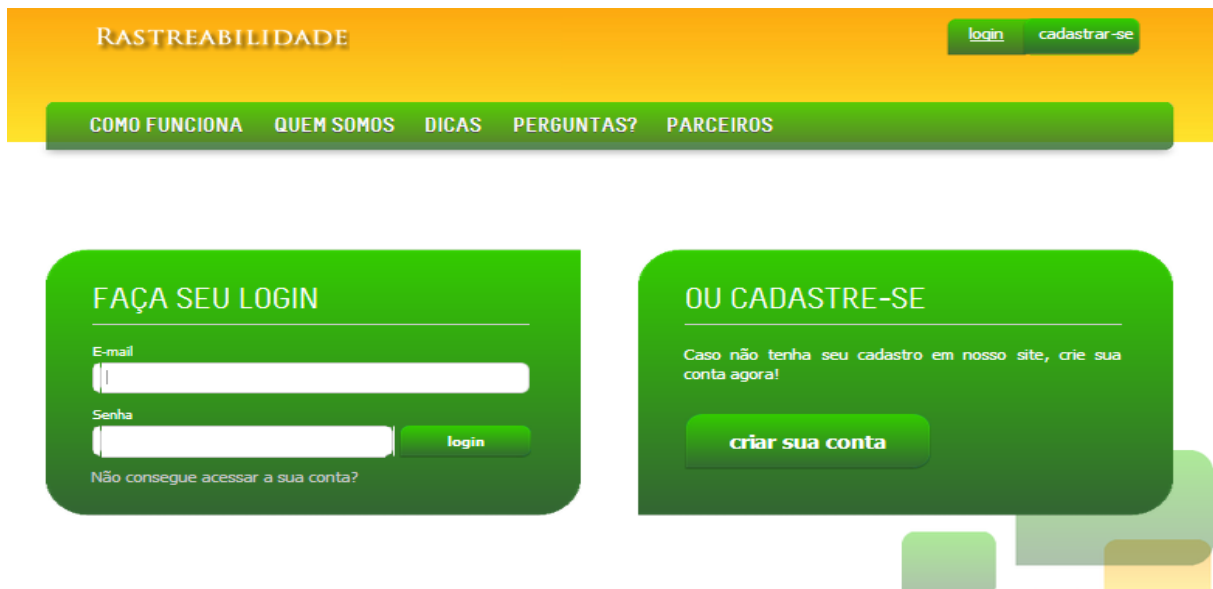 RASTREABILIDADE
login cadastrar-se
COMO FUNCIONA QUEM SOMOS DICAS PERGUNTAS? PARCEIROS
FAÇA SEU LOGIN
E-mail
Senha
login
Não consegue acessar a sua conta?
OU CADASTRE-SE
Caso não tenha seu cadastro em nosso site, crie sua
conta agora!
criar sua conta